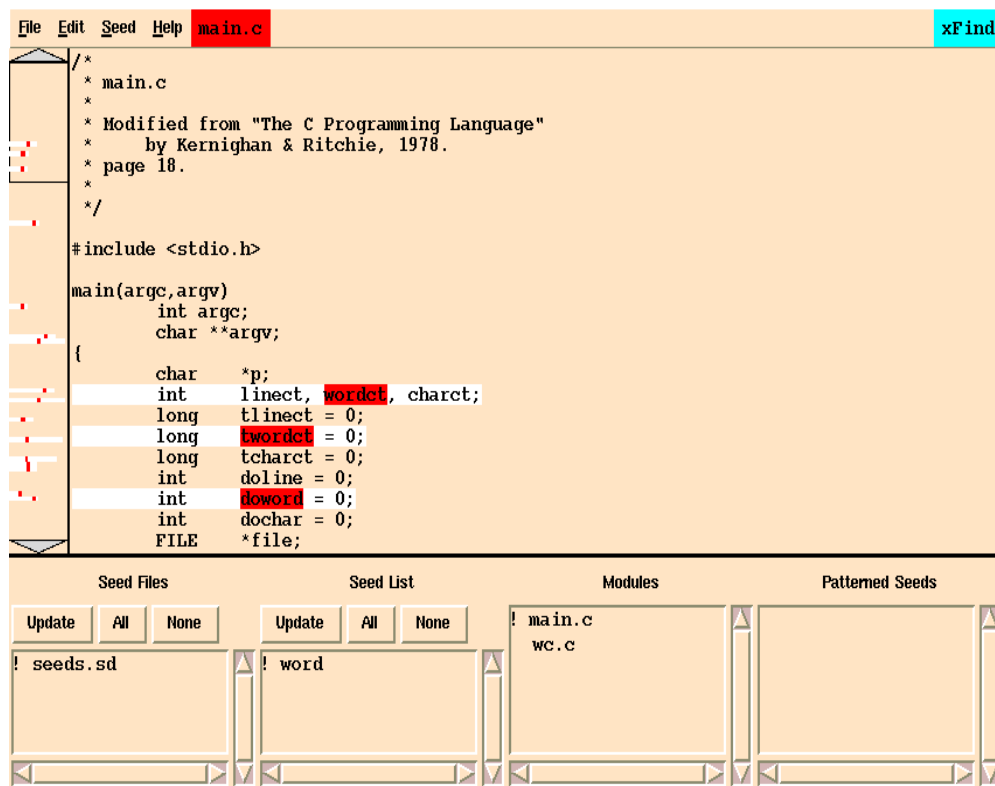 File Edit Seed Help main.c xFind
/*
 * main.c
 *
 * Modified from "The C Programming Language"
 *     by Kernighan & Ritchie, 1978.
 * page 18.
 *
 */
#include <stdio.h>
main(argc,argv)
        int argc;
        char **argv;
{
        char    *p;
        int     linect, wordct, charct;
        long    tlinect = 0;
        long    twordct = 0;
        long    tcharct = 0;
        int     doline = 0;
        int     doword = 0;
        int     dochar = 0;
        FILE    *file;
Seed Files Seed List Modules Patterned Seeds
Update All None Update All None
! main.c
wc.c
! seeds.sd ! word